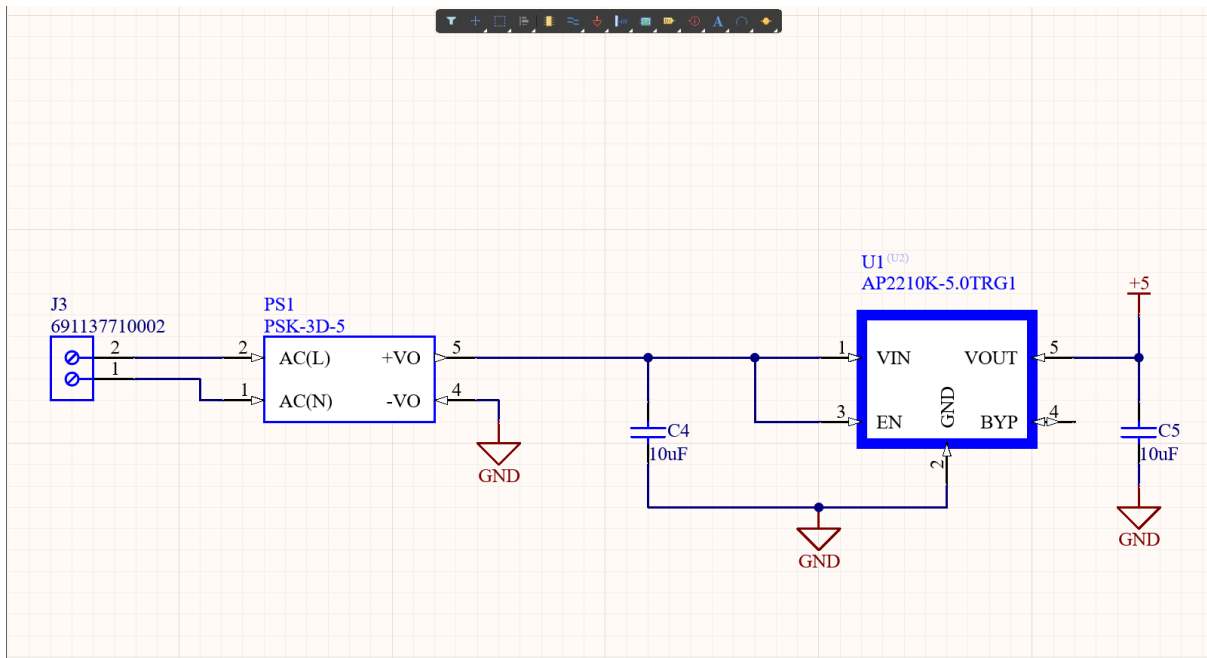 A
U1 (U2)
AP2210K-5.0TRG1
+5
J3
691137710002
PS1
PSK-3D-5
2
1
2
1
AC(L)
+VO
AC(N)
-VO
5
4
GND
C4
10uF
1
3
VIN
VOUT
EN
GND
BYP
2
5
4
GND
C5
10uF
GND